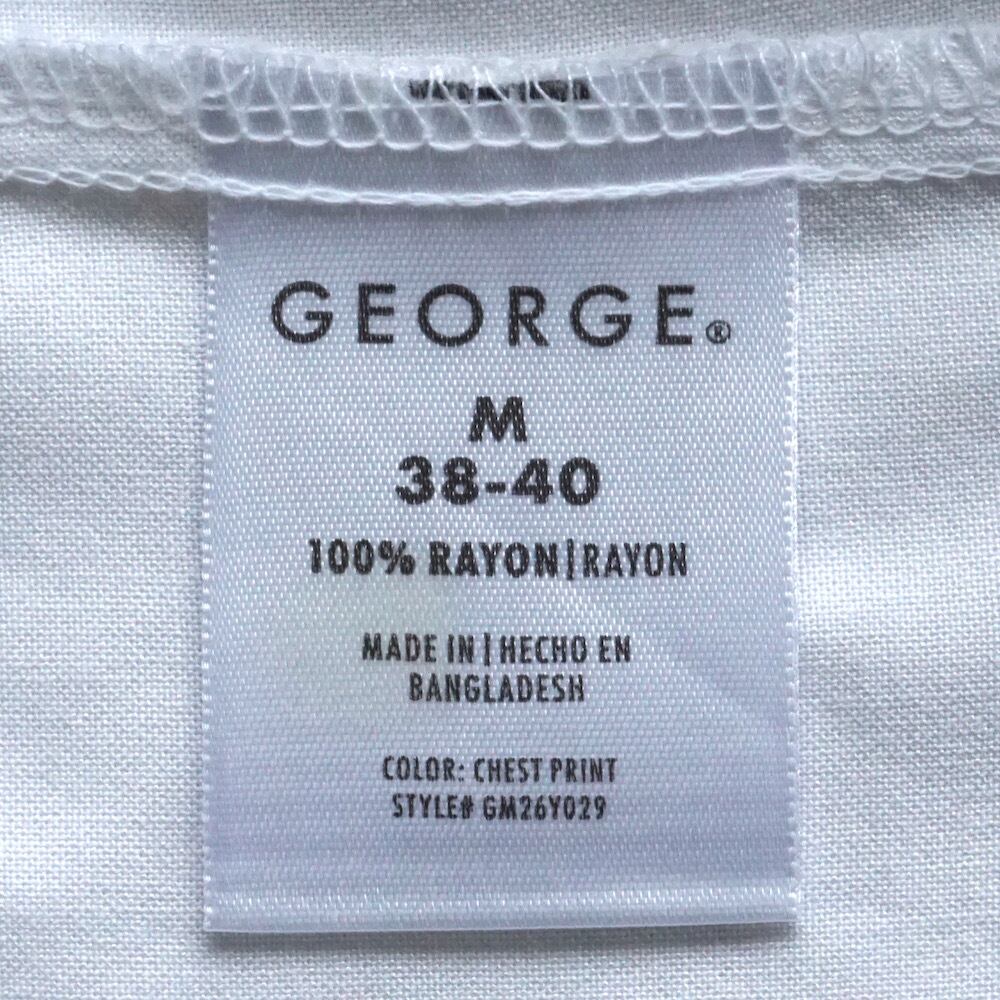 GEORGE®
M
38-40
100% RAYON|RAYON
MADE IN|HECHO EN
BANGLADESH
COLOR: CHEST PRINT
STYLE# GM26Y029